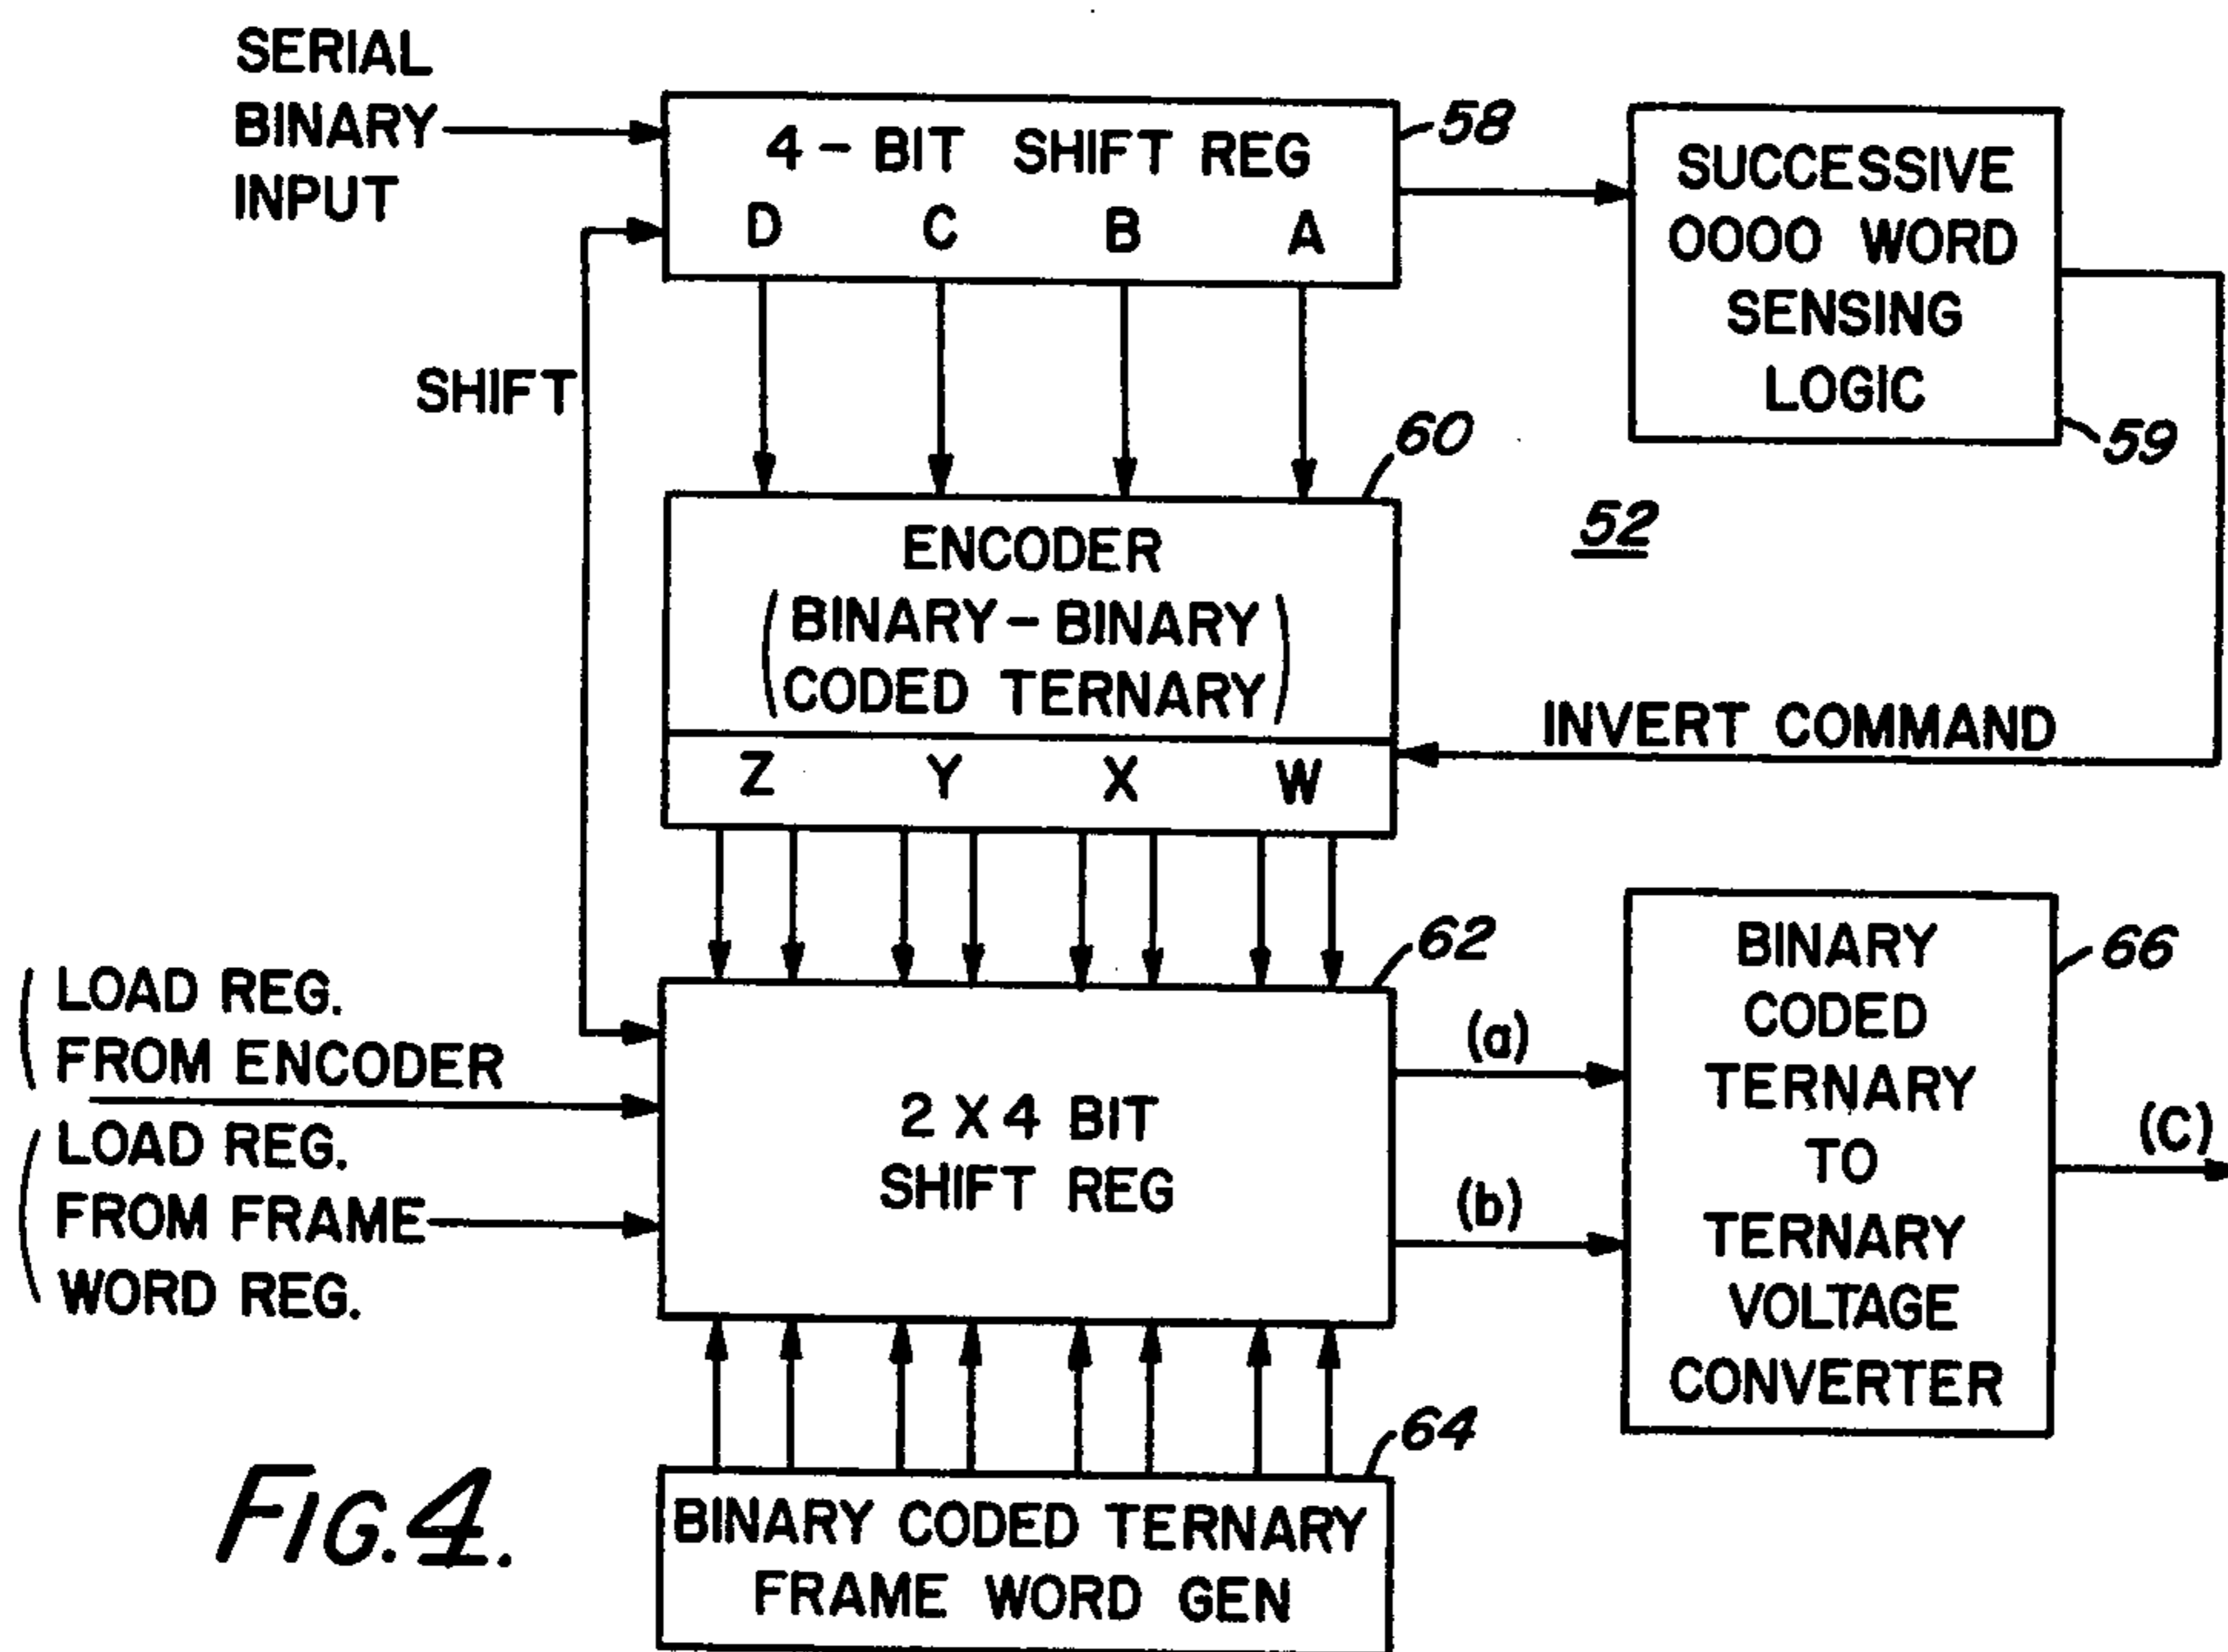 SERIAL
BINARY
INPUT
4 - BIT SHIFT REG
D C B A
58
SUCCESSIVE
0000 WORD
SENSING
LOGIC
59
SHIFT
60
52
ENCODER
(BINARY - BINARY
CODED TERNARY)
Z Y X W
INVERT COMMAND
62
(LOAD REG.
FROM ENCODER
(LOAD REG.
FROM FRAME
WORD REG.
2 X 4 BIT
SHIFT REG
(a)
(b)
BINARY
CODED
TERNARY
TO
TERNARY
VOLTAGE
CONVERTER
66
(C)
64
BINARY CODED TERNARY
FRAME WORD GEN
FIG. 4.